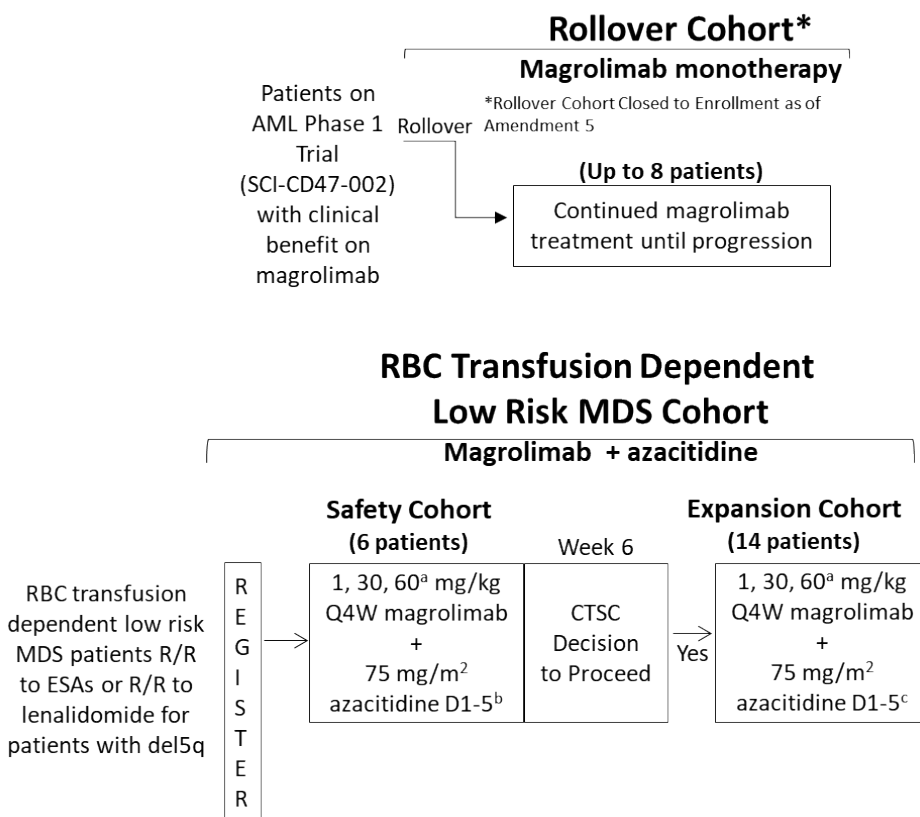 Rollover Cohort*
Magrolimab monotherapy
*Rollover Cohort Closed to Enrollment as of
Amendment 5
Patients on
AML Phase 1
Trial
(SCI-CD47-002)
with clinical
benefit on
magrolimab
Rollover
(Up to 8 patients)
Continued magrolimab
treatment until progression
RBC Transfusion Dependent
Low Risk MDS Cohort
Magrolimab + azacitidine
RBC transfusion
dependent low risk
MDS patients R/R
to ESAs or R/R to
lenalidomide for
patients with del5q
R
E
G
I
S
T
E
R
Safety Cohort
(6 patients)
1, 30, 60ᵃ mg/kg
Q4W magrolimab
+
75 mg/m²
azacitidine D1-5ᵇ
Week 6
CTSC
Decision
to Proceed
Yes
Expansion Cohort
(14 patients)
1, 30, 60ᵃ mg/kg
Q4W magrolimab
+
75 mg/m²
azacitidine D1-5ᶜ